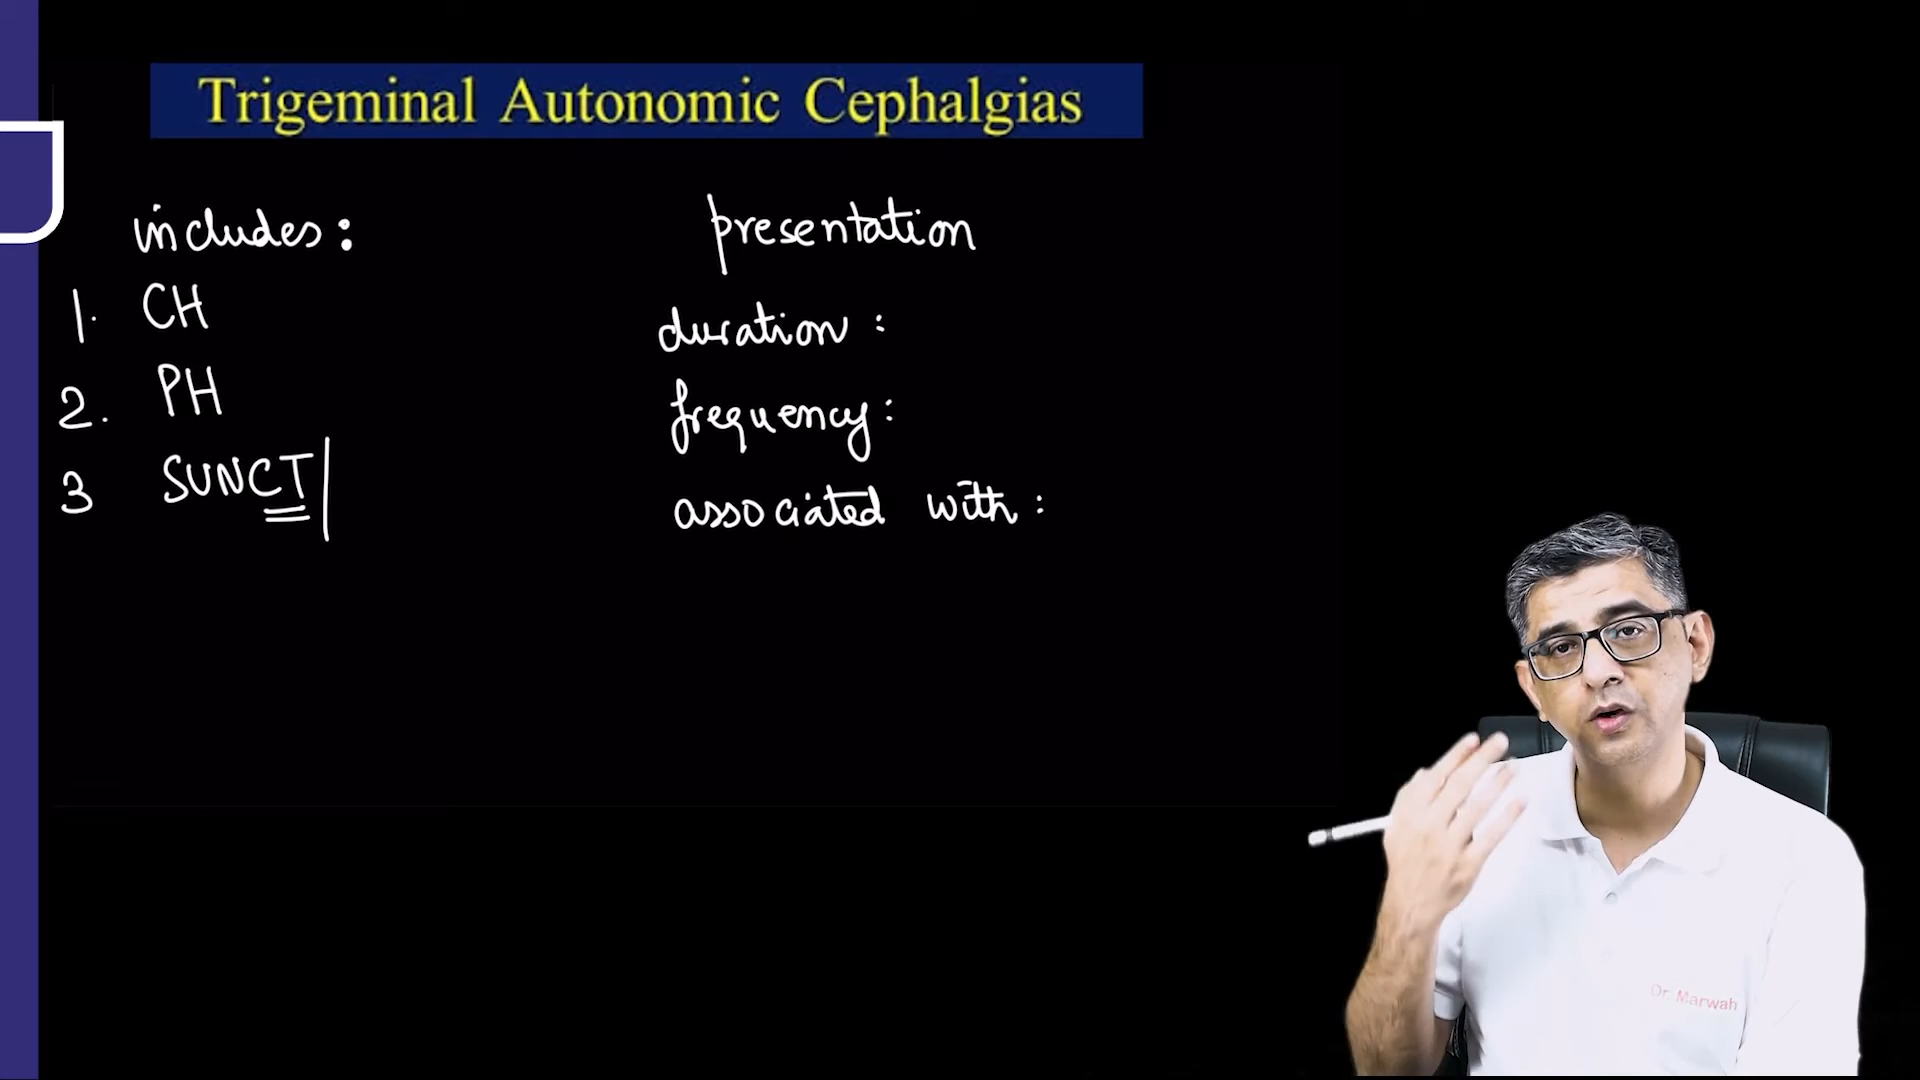 Trigeminal Autonomic Cephalgias
includes:
1. CH
2. PH
3 SUNCT|
presentation
duration:
frequency:
associated with:
Dr. Marwah